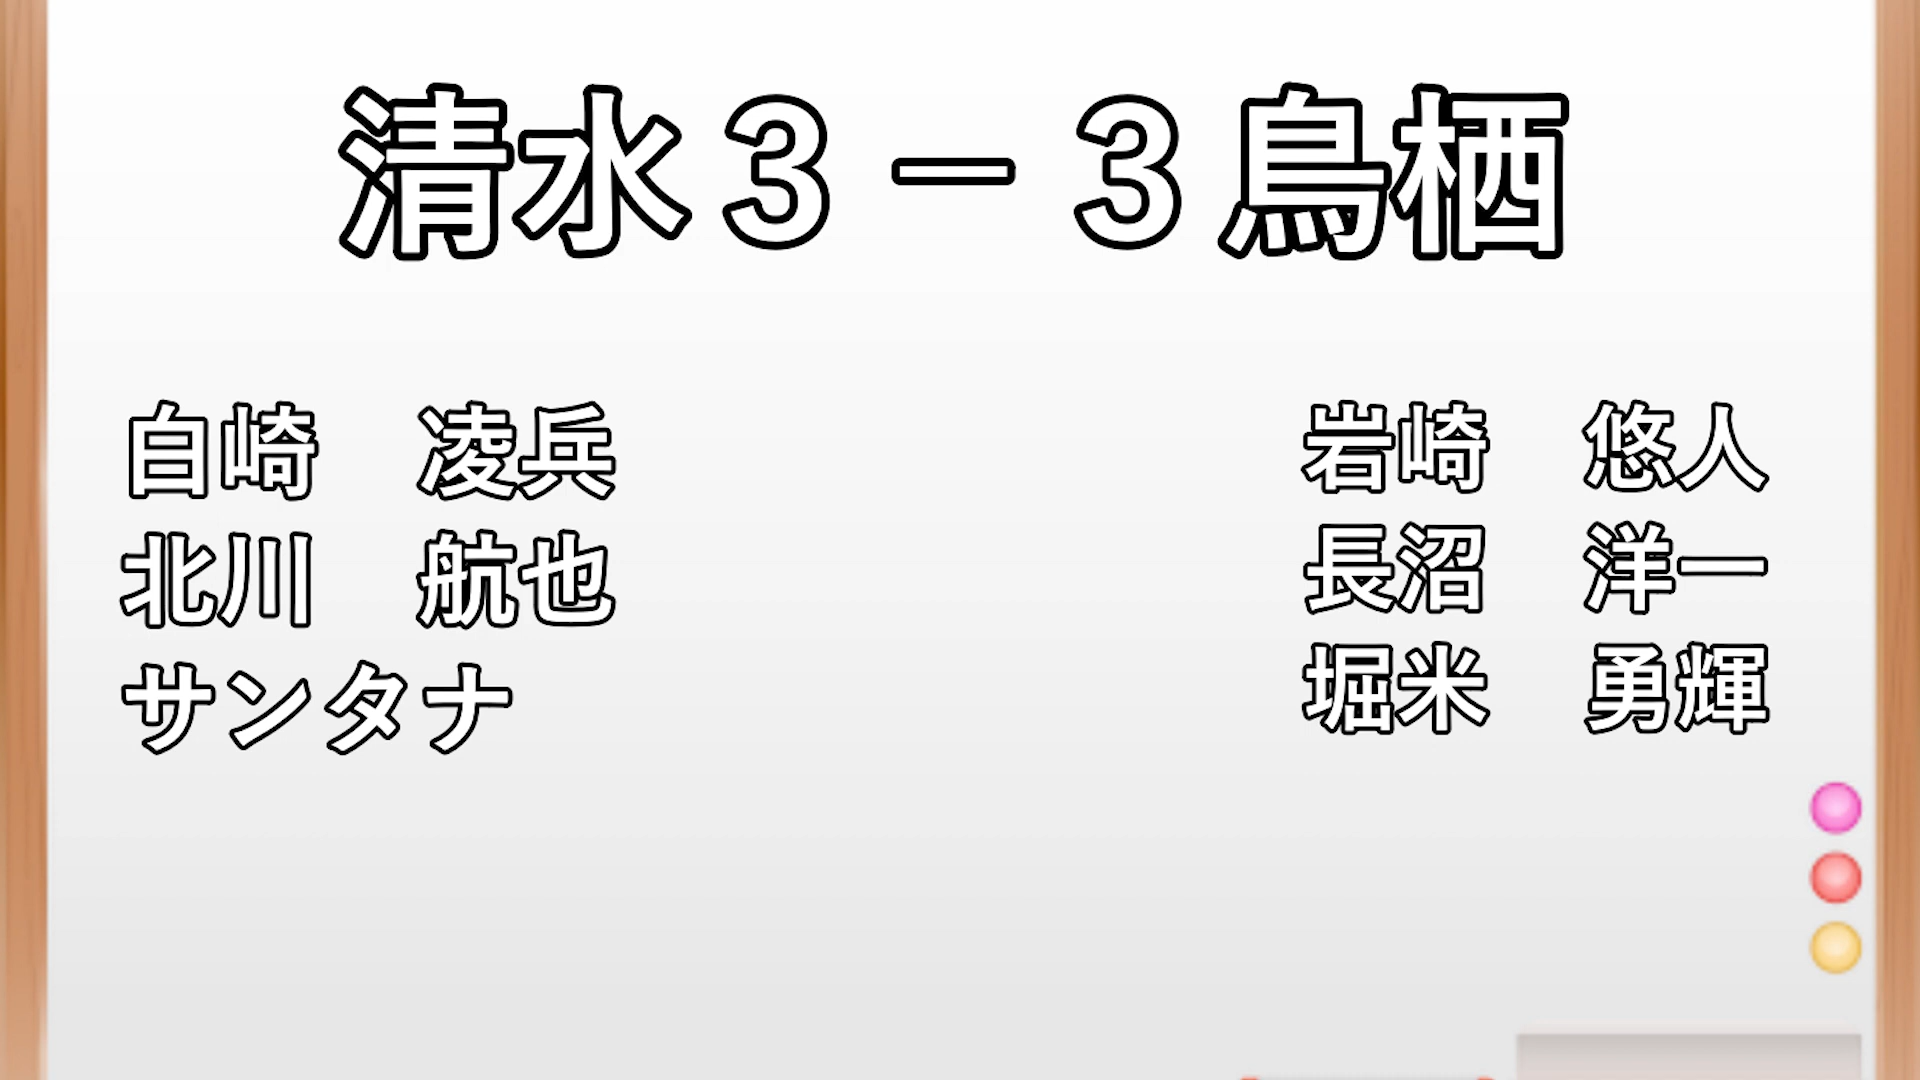 清水３－３鳥栖
白崎　凌兵
北川　航也
サンタナ
岩崎　悠人
長沼　洋一
堀米　勇輝